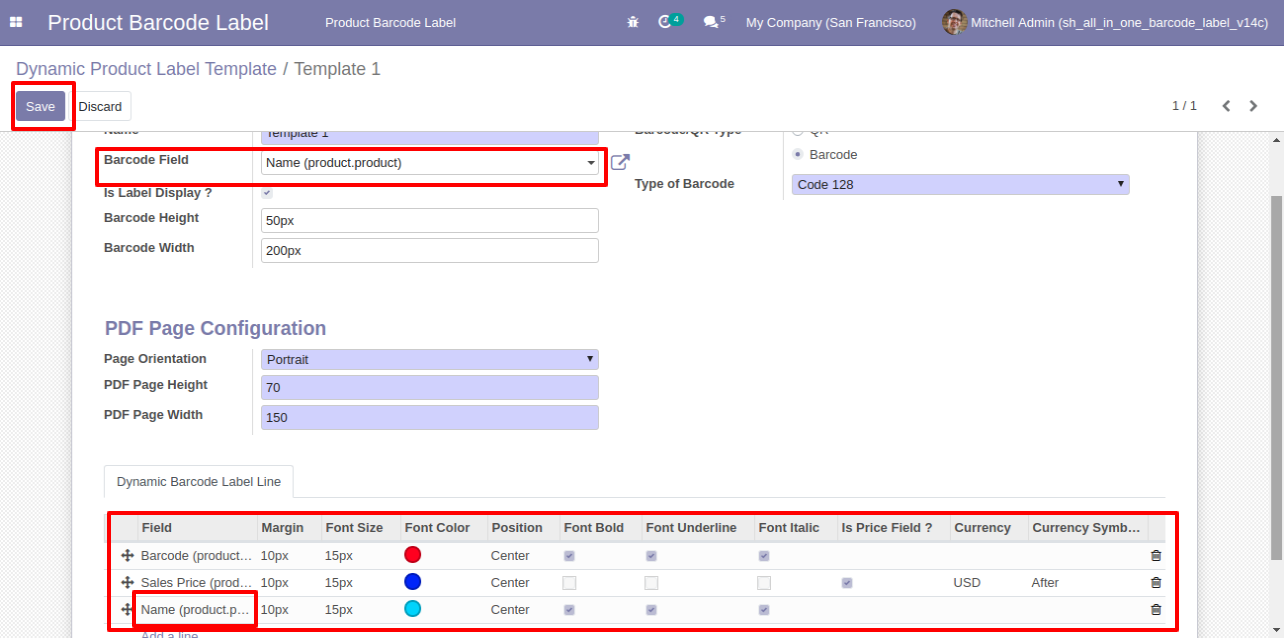 Product Barcode Label Product Barcode Label 4 5 My Company (San Francisco) Mitchell Admin (sh_all_in_one_barcode_label_v14c)
Dynamic Product Label Template / Template 1
Save Discard 1 / 1
Name Template 1 Barcode/QR Type QR
Barcode Field Name (product.product) Barcode
Is Label Display ? Type of Barcode Code 128
Barcode Height 50px
Barcode Width 200px
PDF Page Configuration
Page Orientation Portrait
PDF Page Height 70
PDF Page Width 150
Dynamic Barcode Label Line
Field Margin Font Size Font Color Position Font Bold Font Underline Font Italic Is Price Field ? Currency Currency Symb...
Barcode (product... 10px 15px Center
Sales Price (prod... 10px 15px Center USD After
Name (product.p... 10px 15px Center
Add a line